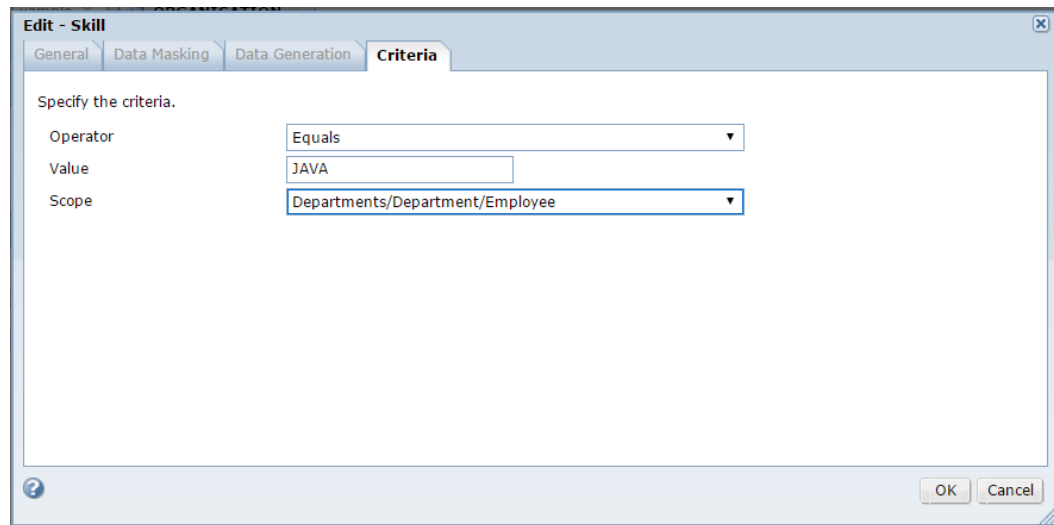 Edit - Skill
General Data Masking Data Generation Criteria
Specify the criteria.
Operator Equals
Value JAVA
Scope Departments/Department/Employee
OK Cancel